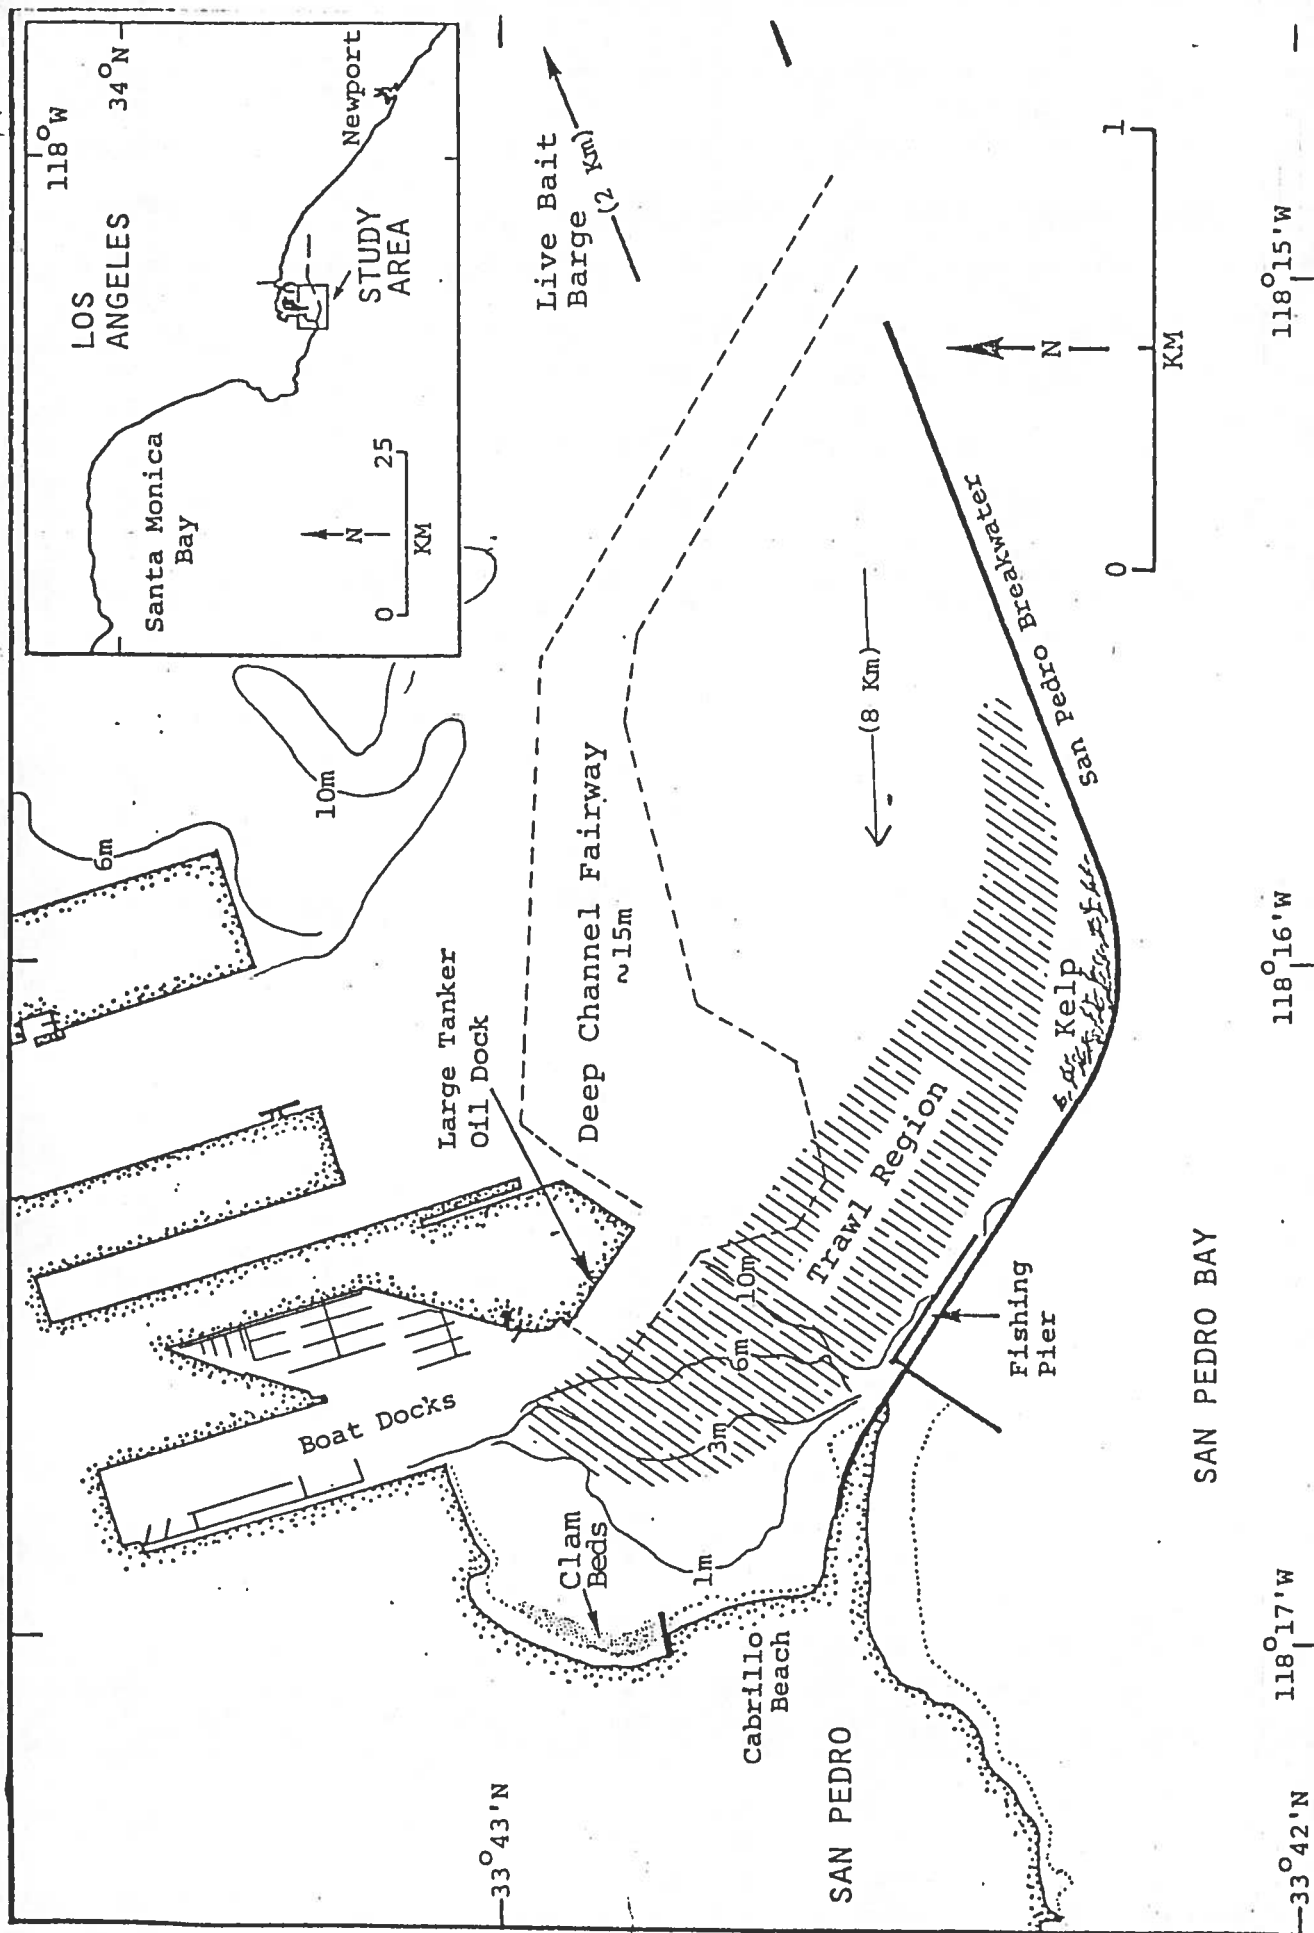 118°W
34°N
LOS
ANGELES
Santa Monica
Bay
Newport
STUDY
AREA
N
0 25
KM
6m
10m
Live Bait
Barge
(2 Km)
Large Tanker
Oil Dock
Boat Docks
Deep Channel Fairway
~15m
33°43'N
Clam
Beds
1m
3m
6m
10m
Trawl Region
(8 Km)
Cabrillo
Beach
SAN PEDRO
Fishing
Pier
Kelp
San Pedro Breakwater
N
0 1
KM
SAN PEDRO BAY
33°42'N
118°17'W
118°16'W
118°15'W